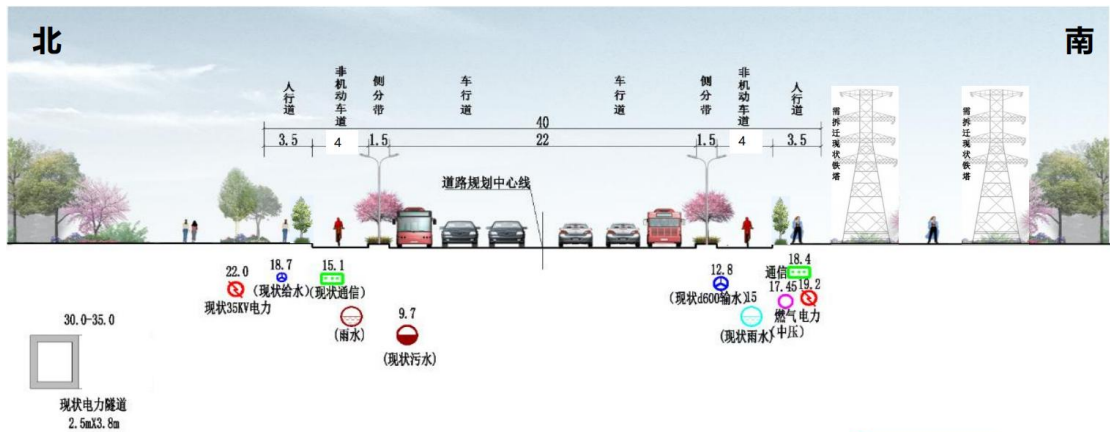 北
南
人行道
非机动车道
侧分带
车行道
车行道
侧分带
非机动车道
人行道
40
3.5
4
1.5
22
1.5
4
3.5
需拆迁现状铁塔
需拆迁现状铁塔
道路规划中心线
22.0
现状35KV电力
18.7
(现状给水)
15.1
(现状通信)
(雨水)
9.7
(现状污水)
12.8
(现状d600输水)
15
(现状雨水)
通信
18.4
17.45
燃气
(中压)
19.2
电力
30.0-35.0
现状电力隧道
2.5mX3.8m